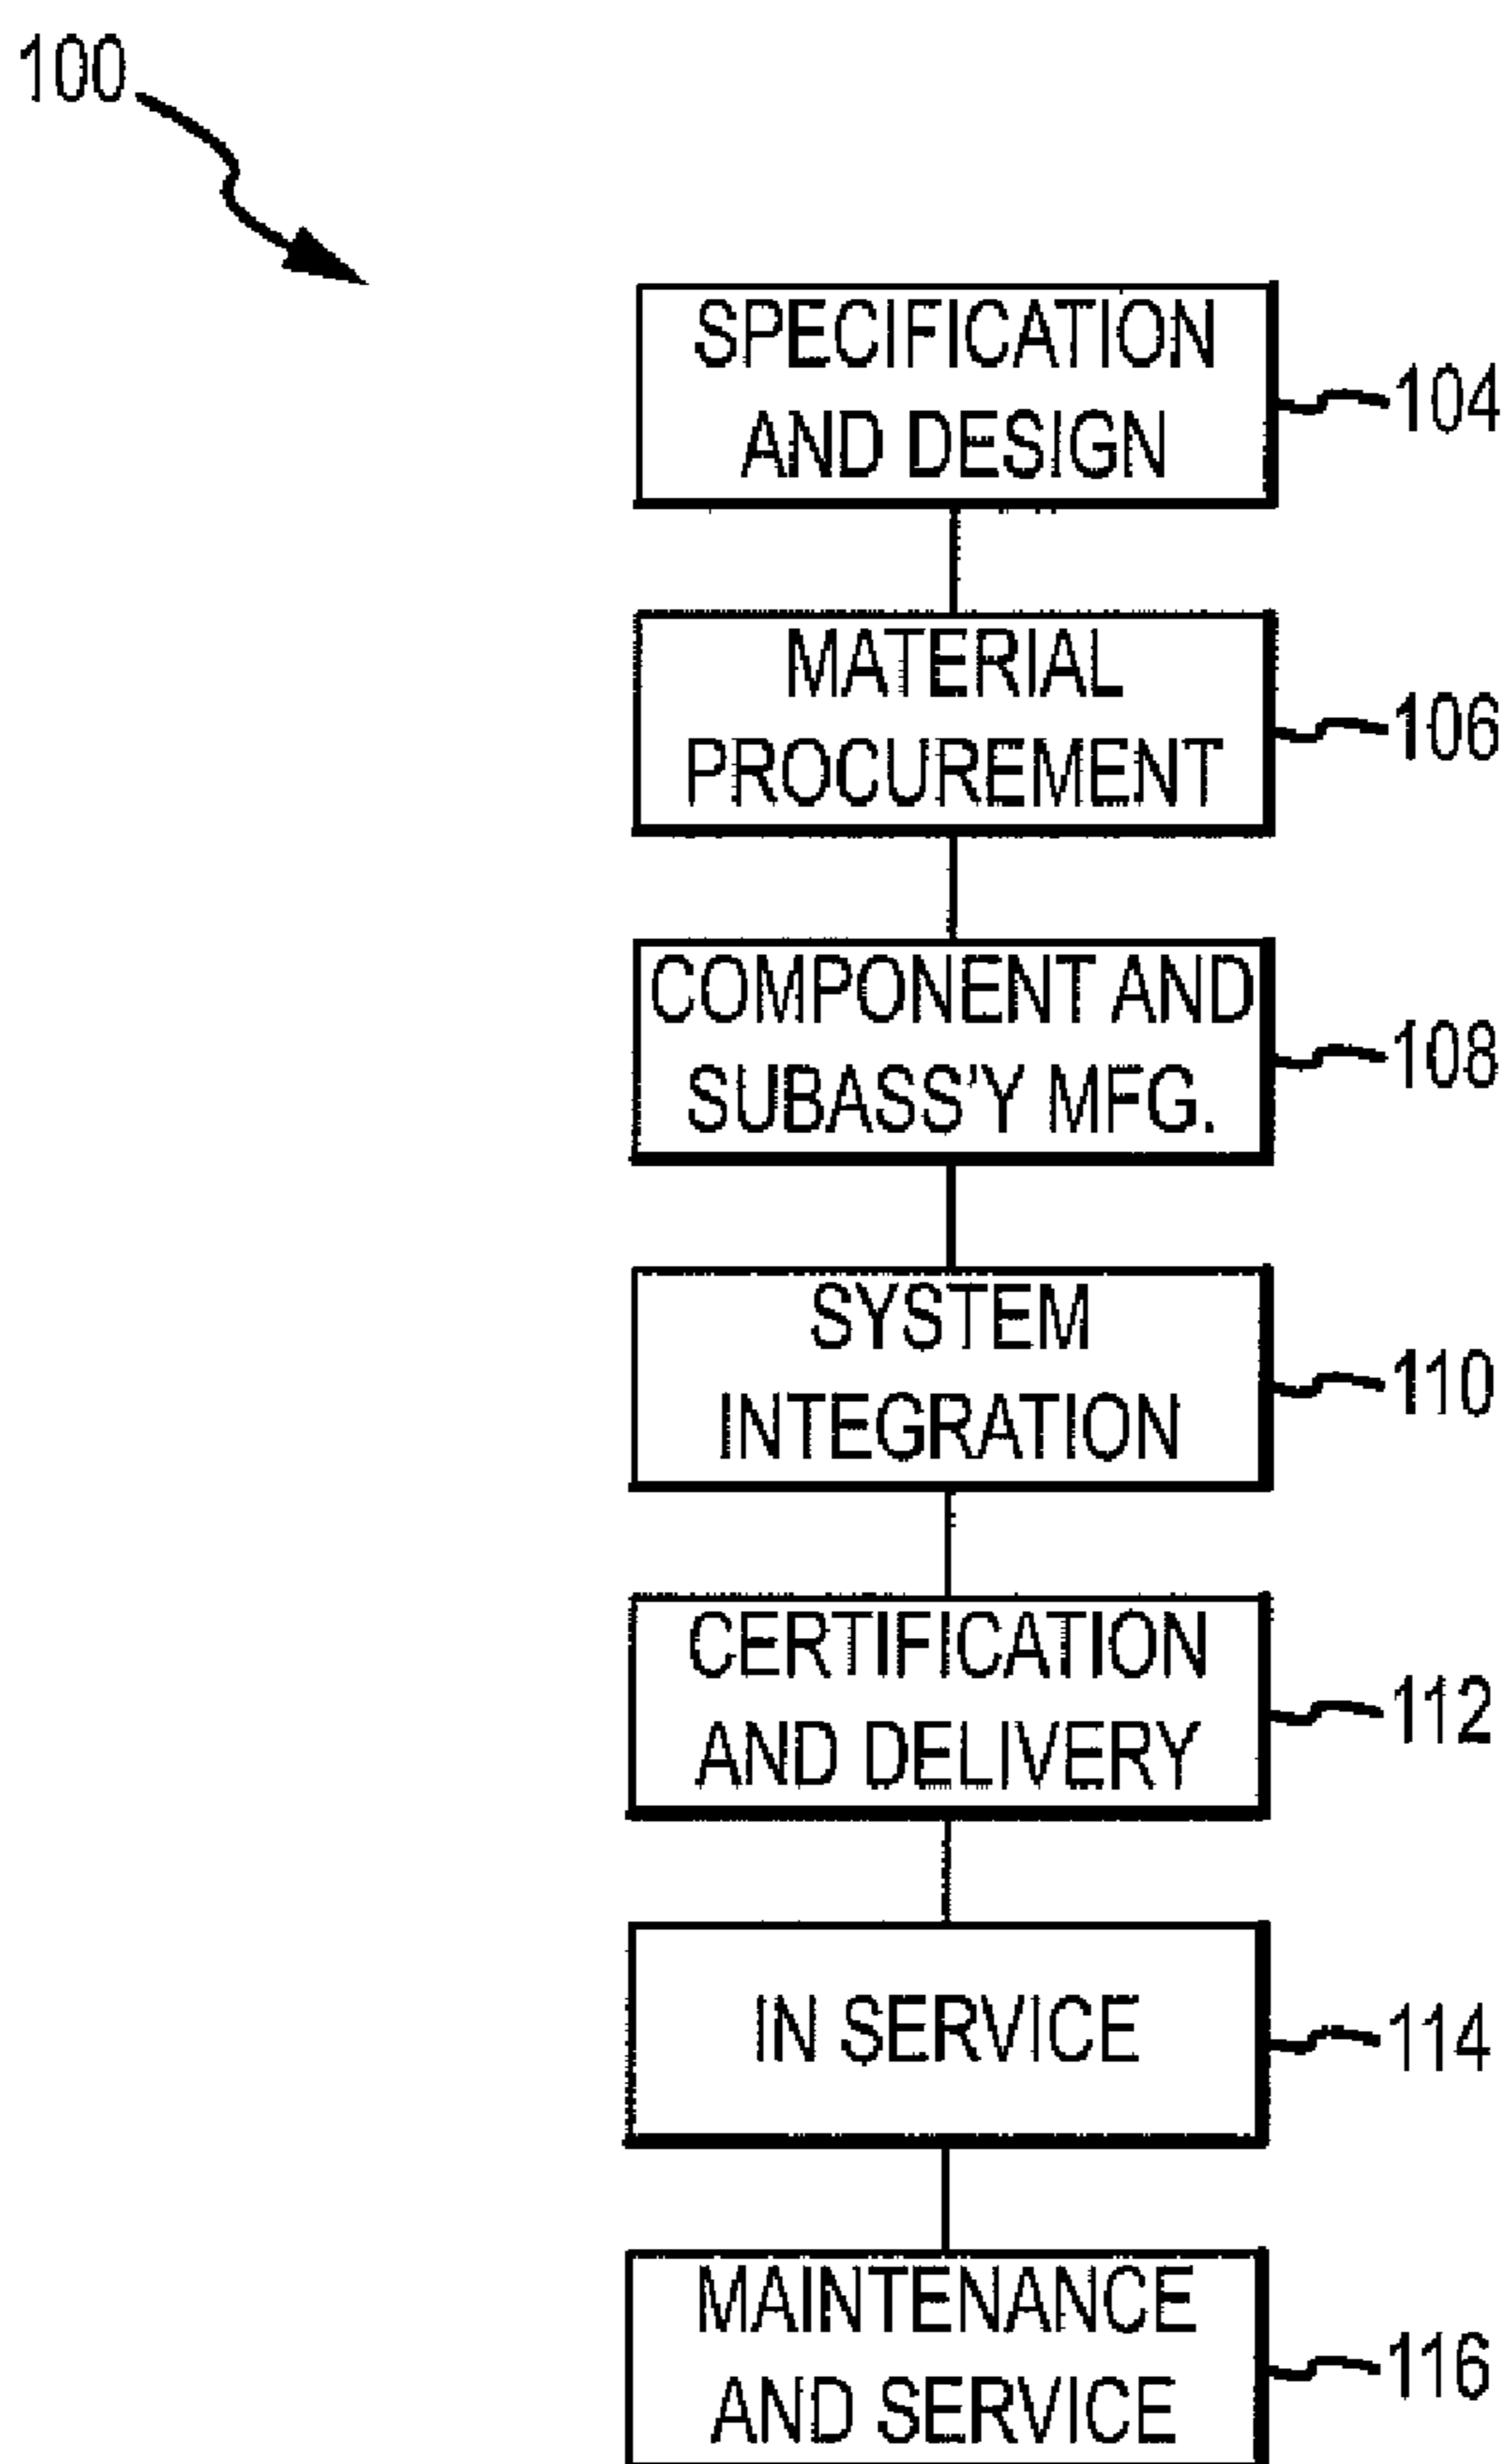 100
SPECIFICATION
AND DESIGN
104
MATERIAL
PROCUREMENT
106
COMPONENT AND
SUBASSY MFG.
108
SYSTEM
INTEGRATION
110
CERTIFICATION
AND DELIVERY
112
IN SERVICE
114
MAINTENANCE
AND SERVICE
116